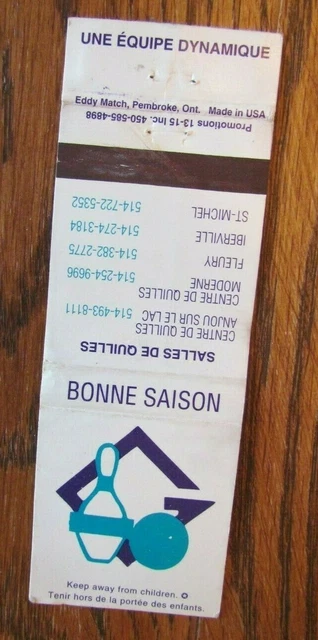 UNE ÉQUIPE DYNAMIQUE
Eddy Match, Pembroke, Ont. Made in USA
Promotions 13-15 Inc. 450-585-4898
SALLES DE QUILLES
CENTRE DE QUILLES
ANJOU SUR LE LAC 514-493-8111
CENTRE DE QUILLES
MODERNE 514-254-9696
FLEURY 514-382-2775
IBERVILLE 514-274-3184
ST-MICHEL 514-722-5352
BONNE SAISON
Keep away from children.
Tenir hors de la portée des enfants.